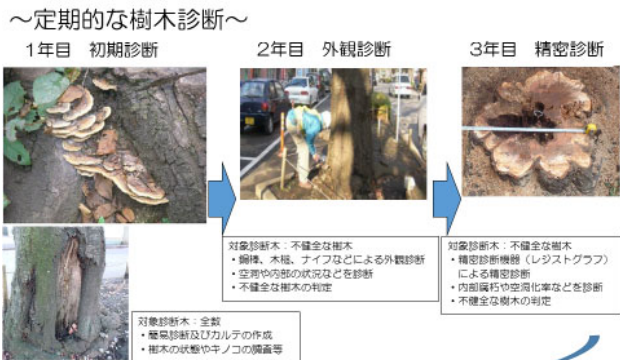 ～定期的な樹木診断～
1年目 初期診断
2年目 外観診断
3年目 精密診断
対象診断木：全数
・簡易診断及びカルテの作成
・樹木の状態やキノコの調査等
対象診断木：不健全な樹木
・鋼棒、木槌、ナイフなどによる外観診断
・空洞や内部の状況などを診断
・不健全な樹木の判定
対象診断木：不健全な樹木
・精密診断機器（レジストグラフ）
による精密診断
・内部腐朽や空洞化率などを診断
・不健全な樹木の判定